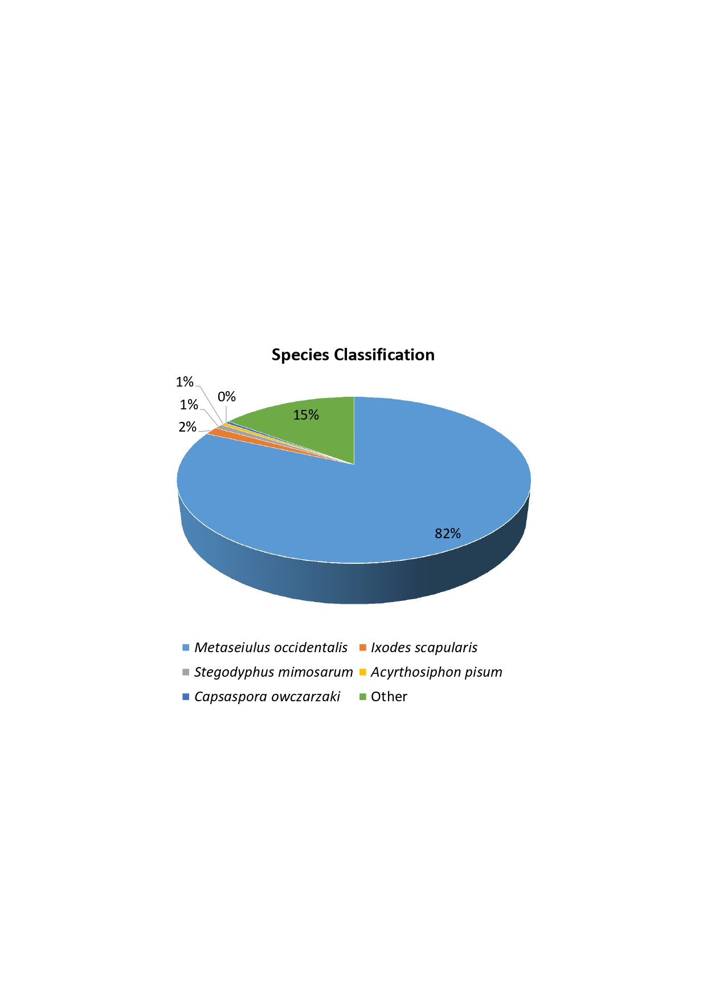 Species Classification
1%
0%
1%
15%
2%
82%
Metaseiulus occidentalis
Ixodes scapularis
Stegodyphus mimosarum
Acyrthosiphon pisum
Capsaspora owczarzaki
Other